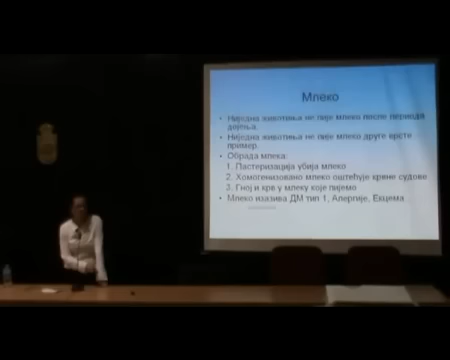 Млеко
• Ниједна животиња не пије млеко после периода
дојења.
• Ниједна животиња не пије млеко друге врсте
пример.
• Обрада млека:
1. Пастеризација убија млеко
2. Хомогенизовано млеко оштећује крвне судове
3. Гној и крв у млеку које пијемо
• Млеко изазива ДМ тип 1, Алергије, Екцема